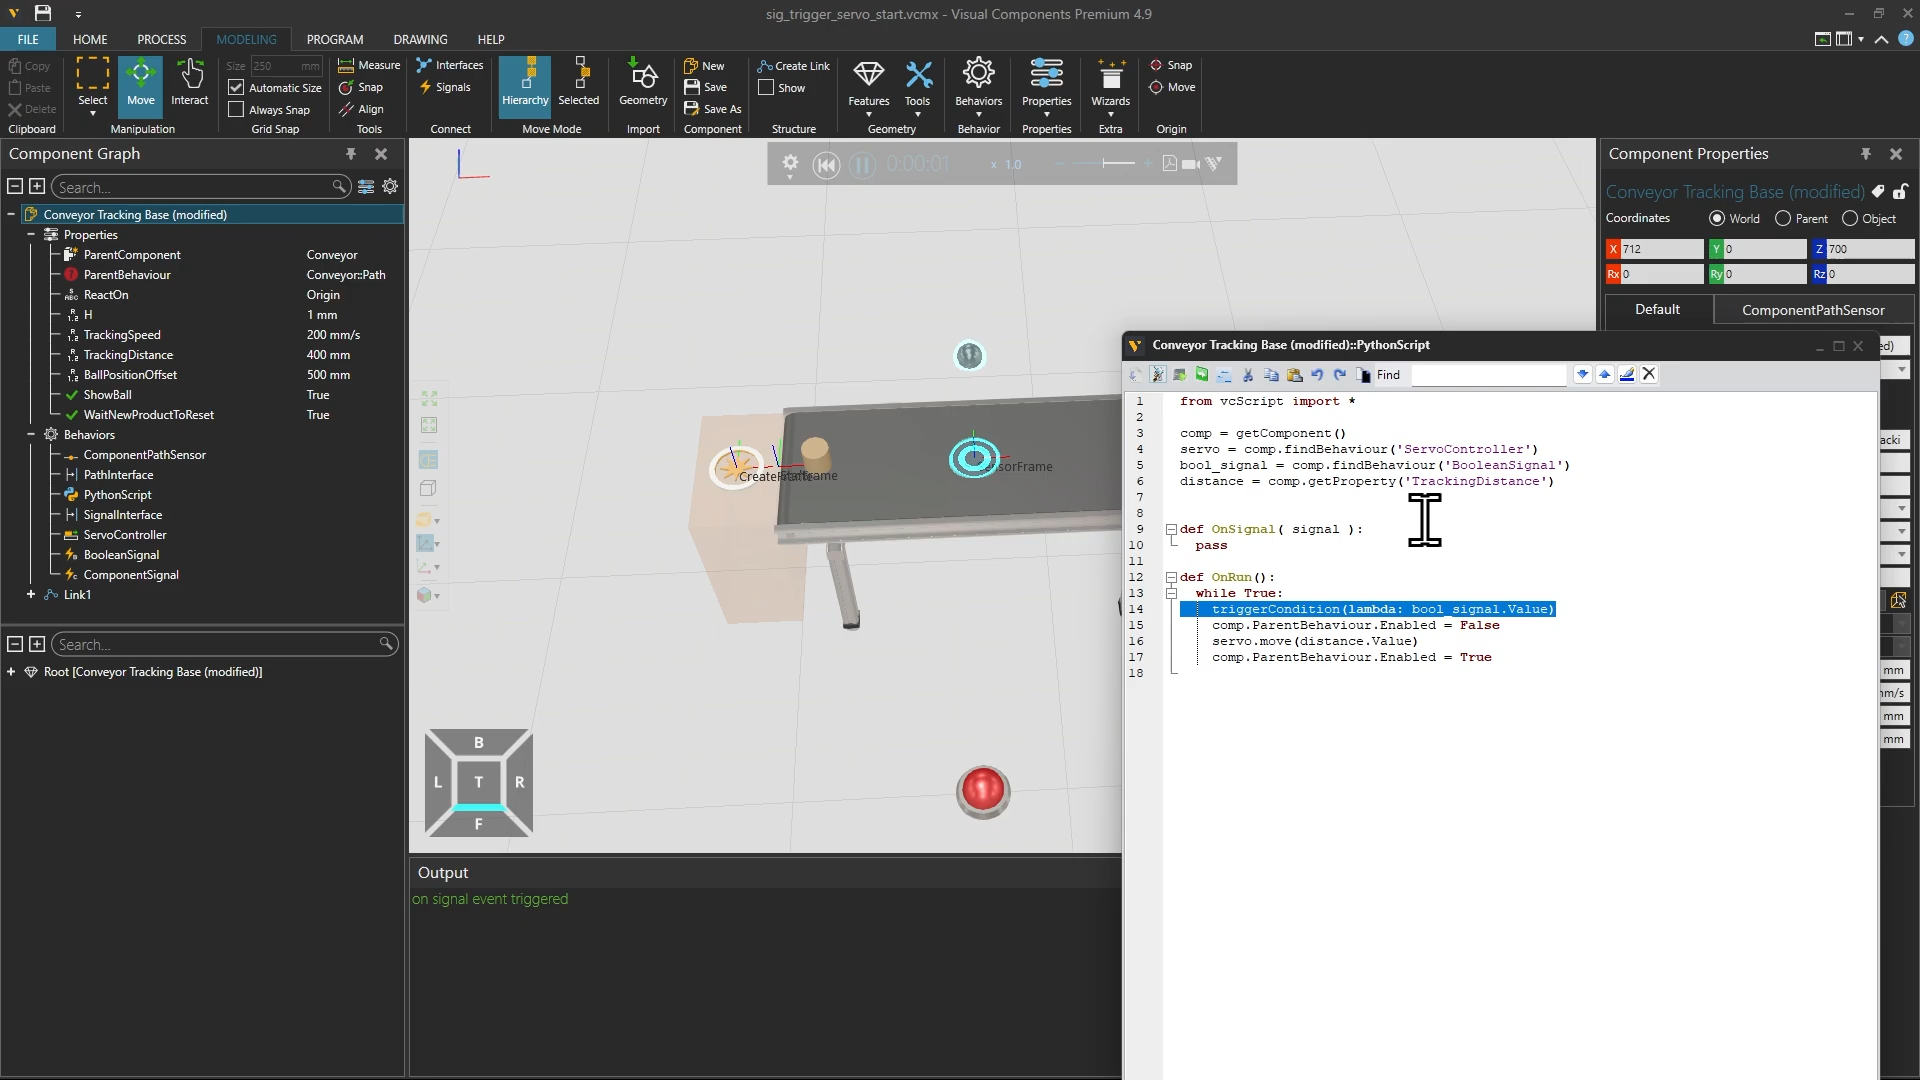 sig_trigger_servo_start.vcmx - Visual Components Premium 4.9
FILE
HOME
PROCESS
MODELING
PROGRAM
DRAWING
HELP
Copy
Paste
Delete
Clipboard
Select
Move
Interact
Manipulation
Size
250
mm
Automatic Size
Always Snap
Grid Snap
Measure
Snap
Align
Tools
Interfaces
Signals
Connect
Hierarchy
Selected
Move Mode
Geometry
Import
New
Save
Save As
Component
Create Link
Show
Structure
Features
Tools
Geometry
Behaviors
Behavior
Properties
Properties
Wizards
Extra
Snap
Move
Origin
Component Graph
Search...
Conveyor Tracking Base (modified)
Properties
ParentComponent Conveyor
ParentBehaviour Conveyor::Path
ReactOn Origin
H 1 mm
TrackingSpeed 200 mm/s
TrackingDistance 400 mm
BallPositionOffset 500 mm
ShowBall True
WaitNewProductToReset True
Behaviors
ComponentPathSensor
PathInterface
PythonScript
SignalInterface
ServoController
BooleanSignal
ComponentSignal
Link1
Search...
Root [Conveyor Tracking Base (modified)]
0:00:01
x 1.0
B
L T R
F
Output
on signal event triggered
Conveyor Tracking Base (modified)::PythonScript
Find
1 from vcScript import *
2
3 comp = getComponent()
4 servo = comp.findBehaviour('ServoController')
5 bool_signal = comp.findBehaviour('BooleanSignal')
6 distance = comp.getProperty('TrackingDistance')
7
8
9 def OnSignal( signal ):
10 pass
11
12 def OnRun():
13 while True:
14 triggerCondition(lambda: bool_signal.Value)
15 comp.ParentBehaviour.Enabled = False
16 servo.move(distance.Value)
17 comp.ParentBehaviour.Enabled = True
18
Component Properties
Conveyor Tracking Base (modified)
Coordinates
World
Parent
Object
X 712
Y 0
Z 700
Rx 0
Ry 0
Rz 0
Default
ComponentPathSensor
ed)
acki
mm
mm/s
mm
mm